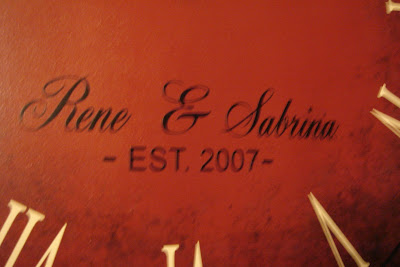 Rene & Sabrina
~ EST. 2007~